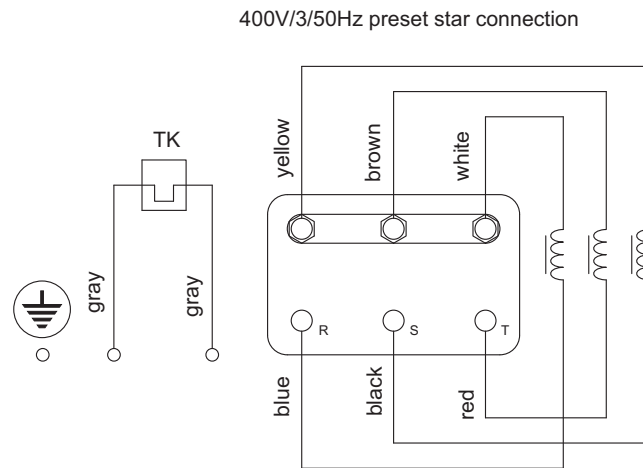 400V/3/50Hz preset star connection
TK
yellow
brown
white
gray
gray
R
S
T
blue
black
red